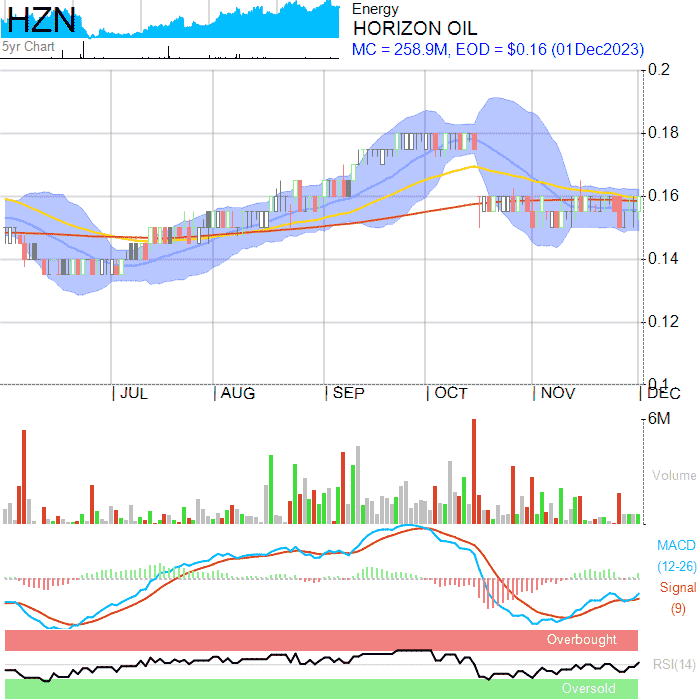 HZN
5yr Chart
Energy
HORIZON OIL
MC = 258.9M, EOD = $0.16 (01Dec2023)
0.2
0.18
0.16
0.14
0.12
0.1
JUL AUG SEP OCT NOV DEC
6M
Volume
MACD
(12-26)
Signal
(9)
Overbought
RSI(14)
Oversold